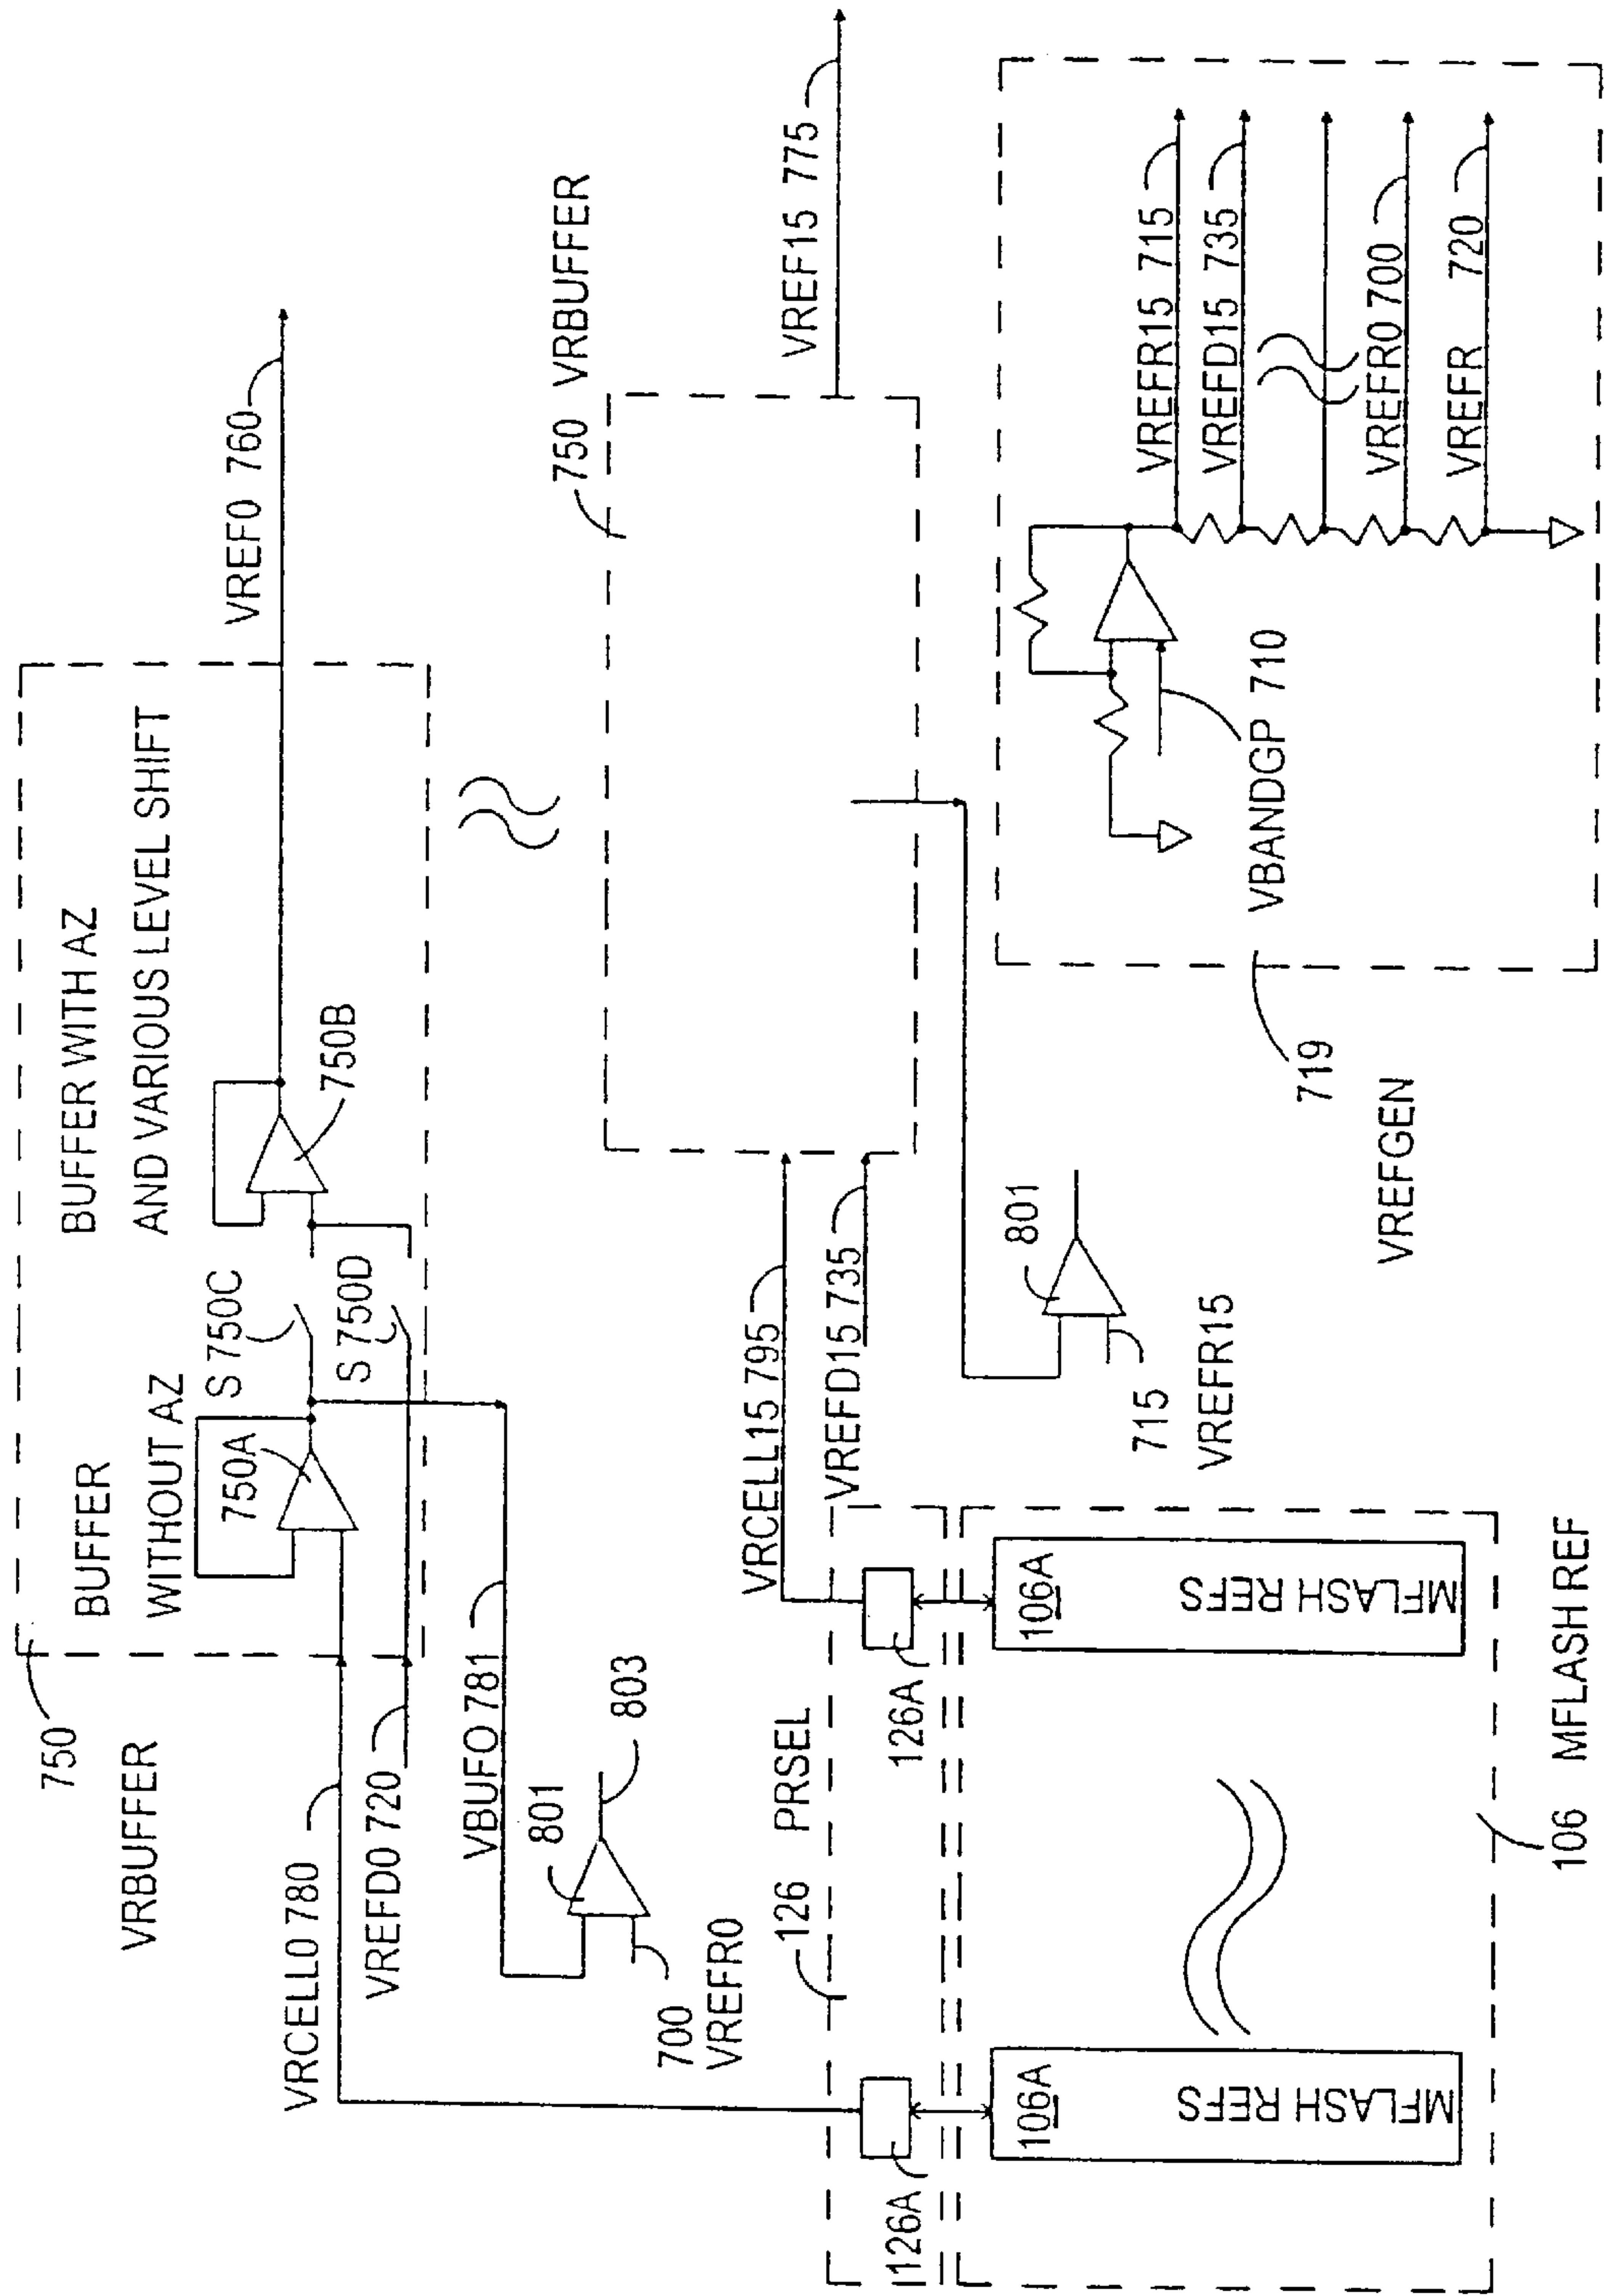 750
VRBUFFER
BUFFER
WITHOUT AZ
750A
S 750C
S 750D
BUFFER WITH AZ
AND VARIOUS LEVEL SHIFT
750B
VREF0 760
VRCELL0 780
VREFD0 720
VBUFO 781
801
803
700
VREFR0
750 VRBUFFER
VREF15 775
VRCELL15 795
VREFD15 735
801
715
VREFR15
126 PRSEL
126A
126A
106A
MFLASH REFS
106A
MFLASH REFS
106 MFLASH REF
719
VREFGEN
VBANDGP 710
VREFR15 715
VREFD15 735
VREFR0 700
VREFR 720